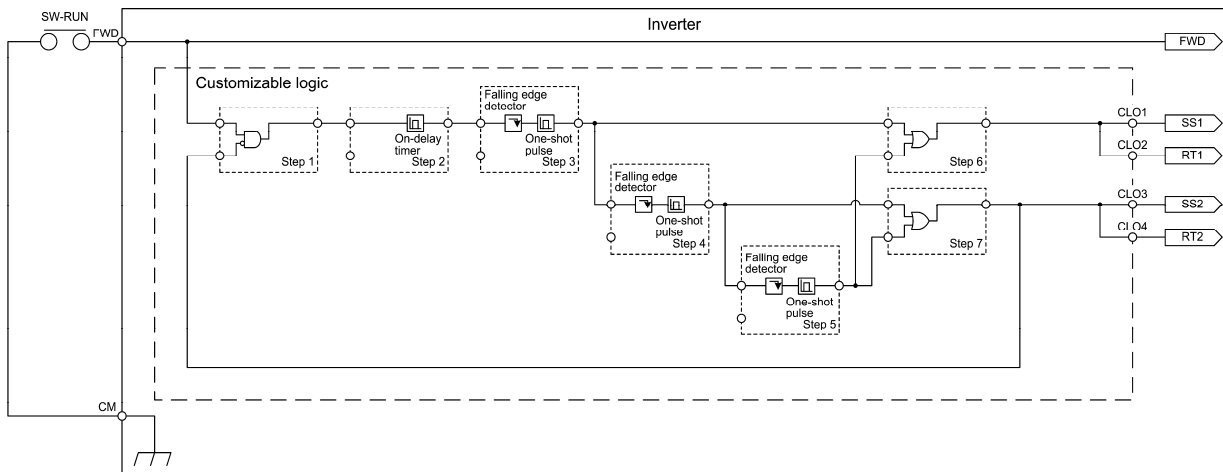 SW-RUN
FWD
Inverter
FWD
Customizable logic
Step 1
On-delay
timer
Step 2
Falling edge
detector
One-shot
pulse
Step 3
Step 6
CLO1
SS1
CLO2
RT1
Falling edge
detector
One-shot
pulse
Step 4
Step 7
CLO3
SS2
CLO4
RT2
Falling edge
detector
One-shot
pulse
Step 5
CM